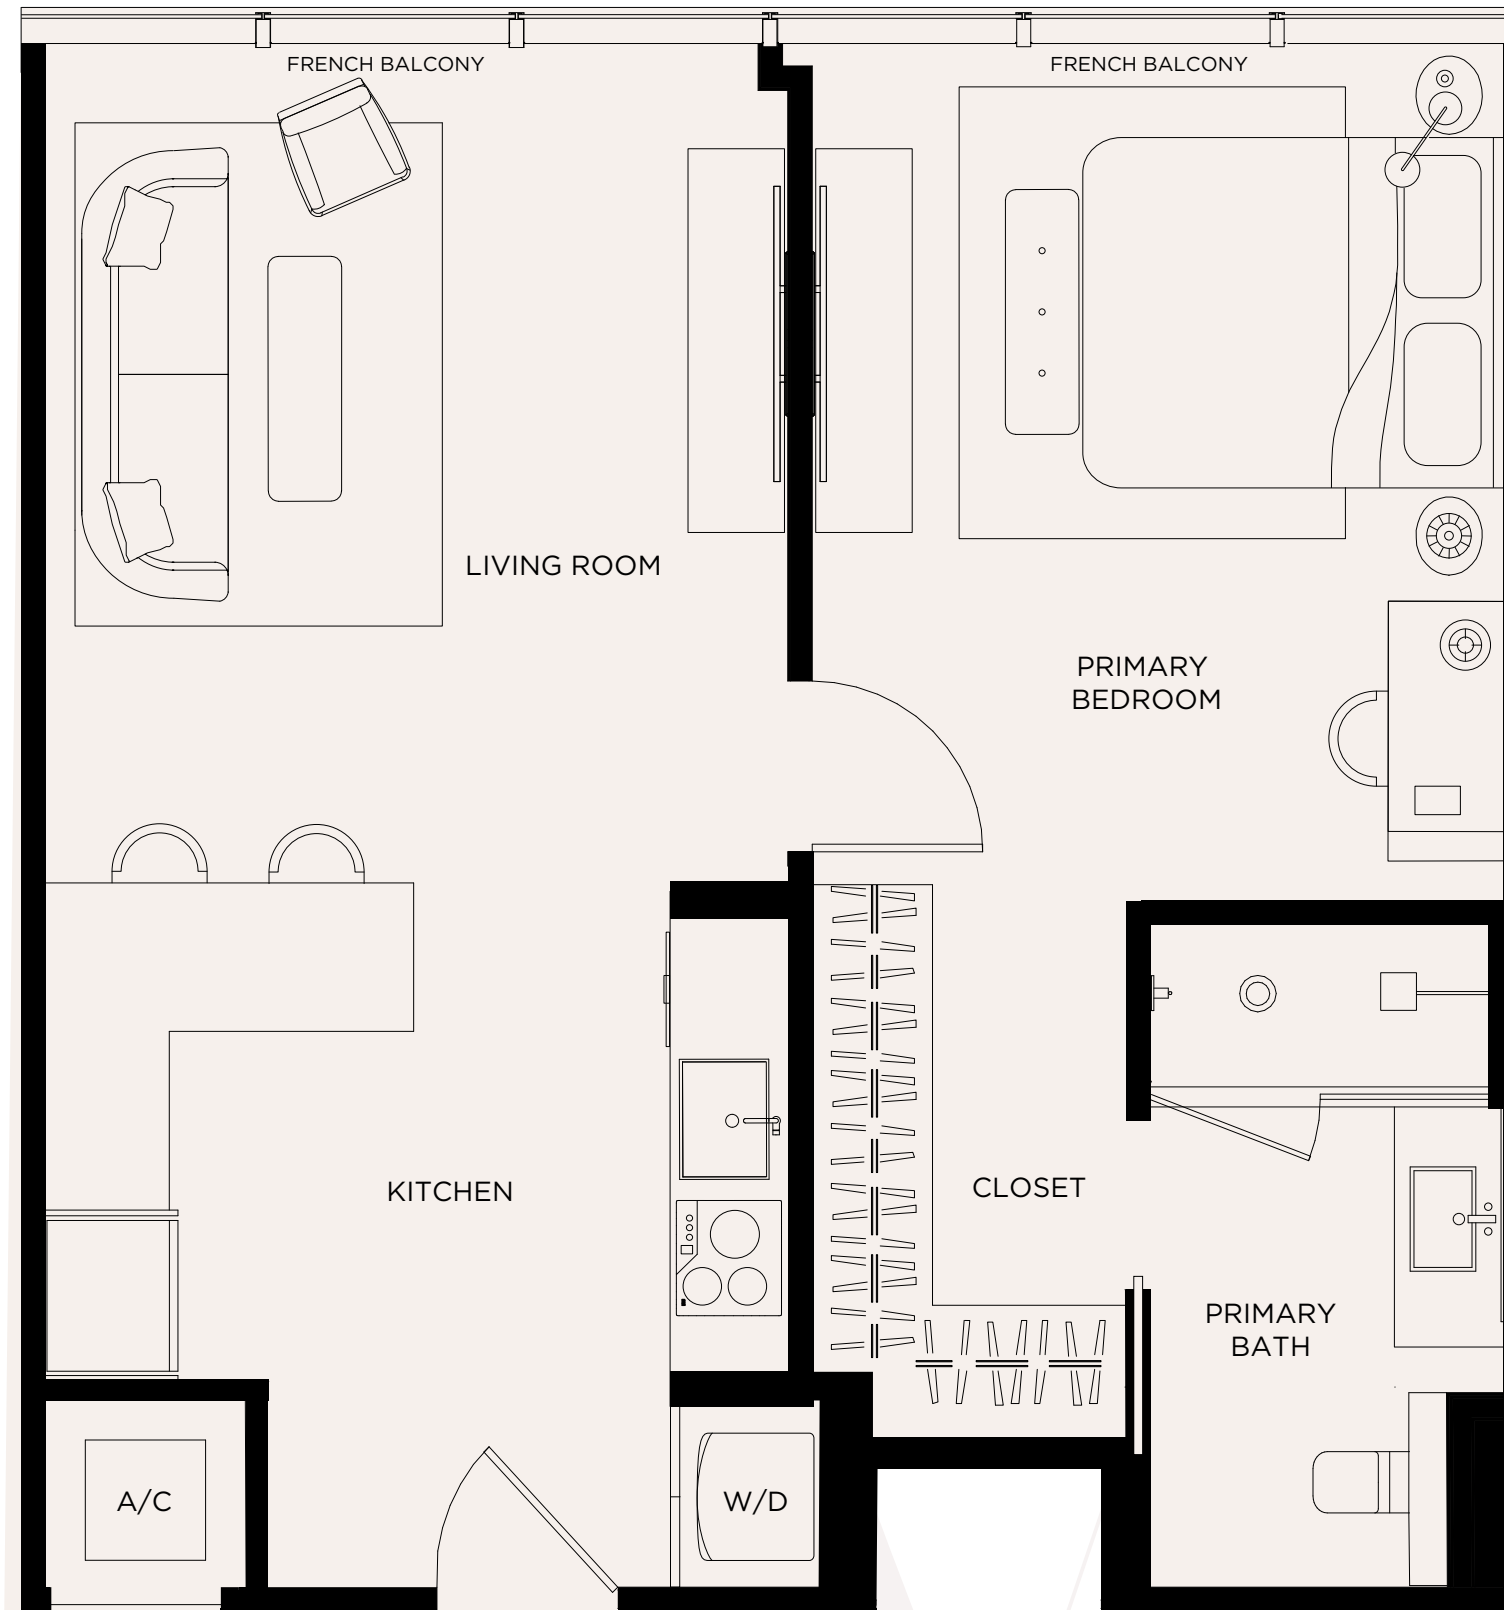 FRENCH BALCONY
FRENCH BALCONY
LIVING ROOM
PRIMARY
BEDROOM
KITCHEN
CLOSET
PRIMARY
BATH
A/C
W/D